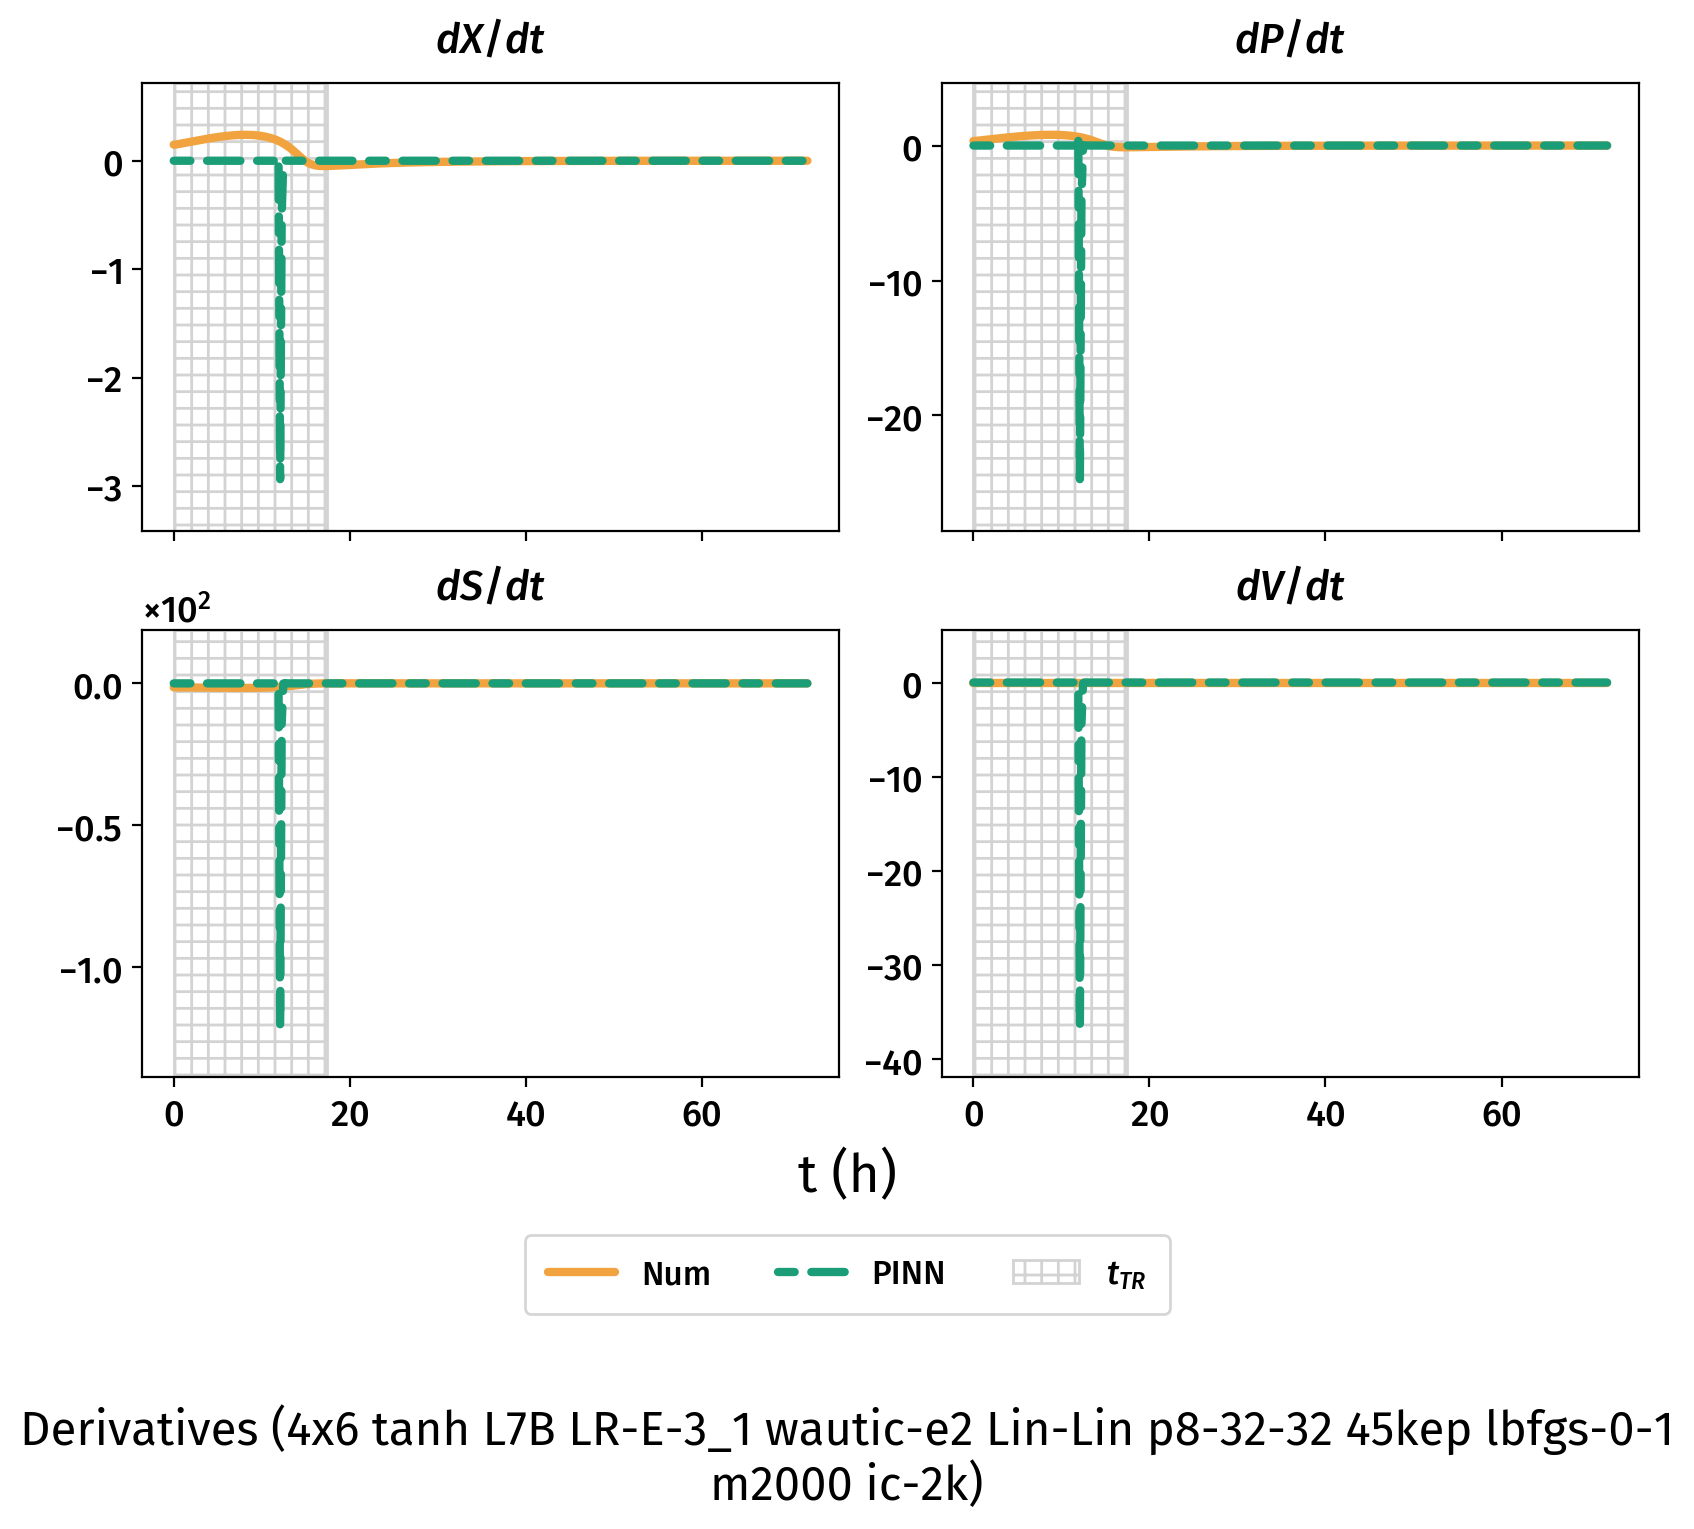 dX/dt
dP/dt
0
−1
−2
−3
0
−10
−20
dS/dt
dV/dt
×10²
0.0
−0.5
−1.0
0
−10
−20
−30
−40
0 20 40 60
0 20 40 60
t (h)
Num PINN t_TR
Derivatives (4x6 tanh L7B LR-E-3_1 wautic-e2 Lin-Lin p8-32-32 45kep lbfgs-0-1
m2000 ic-2k)